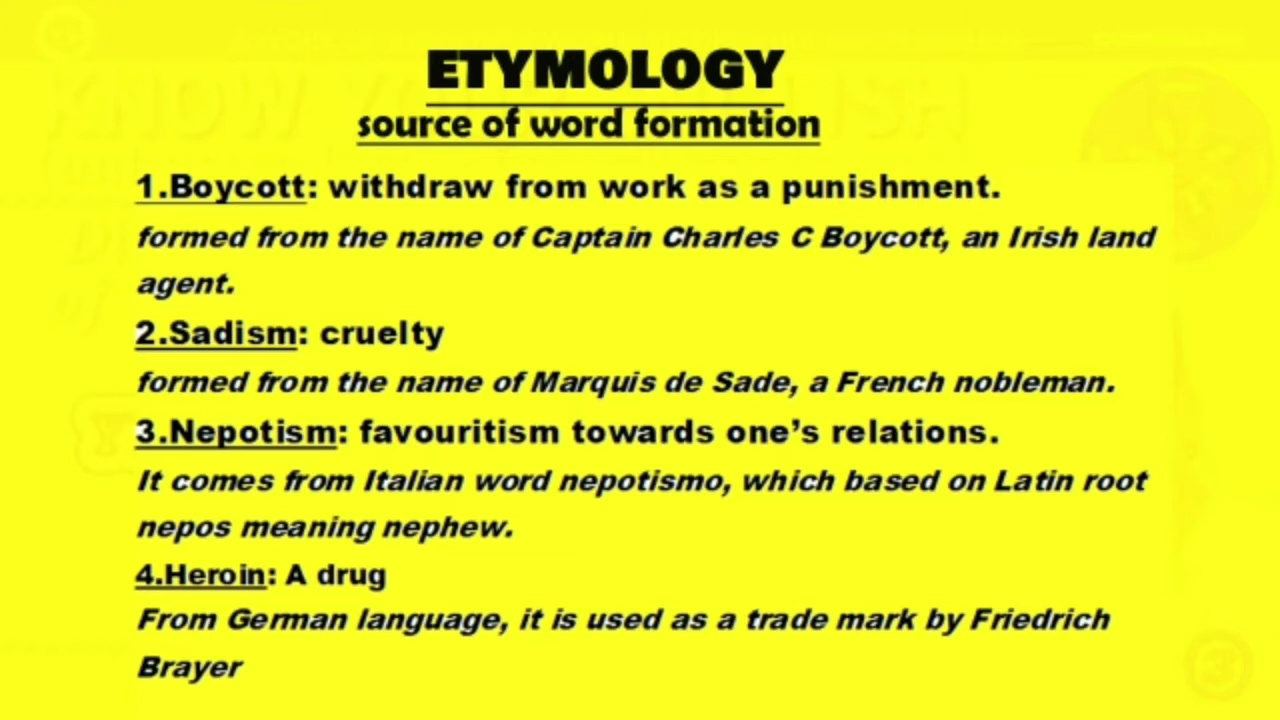 ETYMOLOGY
source of word formation
1.Boycott: withdraw from work as a punishment.
formed from the name of Captain Charles C Boycott, an Irish land
agent.
2.Sadism: cruelty
formed from the name of Marquis de Sade, a French nobleman.
3.Nepotism: favouritism towards one's relations.
It comes from Italian word nepotismo, which based on Latin root
nepos meaning nephew.
4.Heroin: A drug
From German language, it is used as a trade mark by Friedrich
Brayer